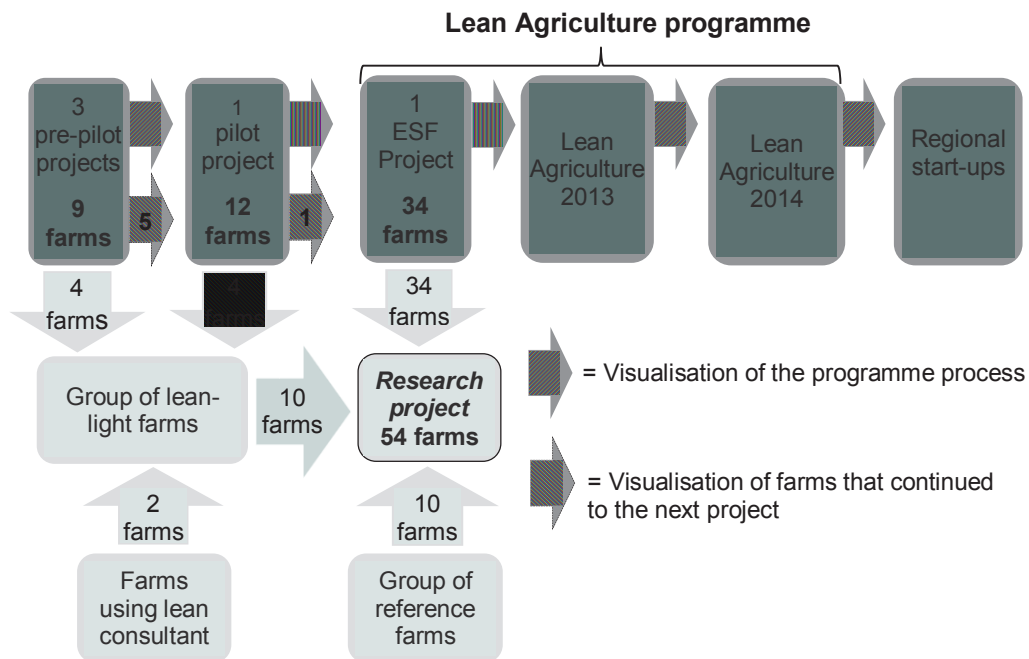 Lean Agriculture programme
3
pre-pilot
projects
9
farms
5
1
pilot
project
12
farms
1
1
ESF
Project
34
farms
Lean
Agriculture
2013
Lean
Agriculture
2014
Regional
start-ups
4
farms
4
farms
34
farms
Group of lean-
light farms
10
farms
Research
project
54 farms
= Visualisation of the programme process
= Visualisation of farms that continued
to the next project
2
farms
10
farms
Farms
using lean
consultant
Group of
reference
farms